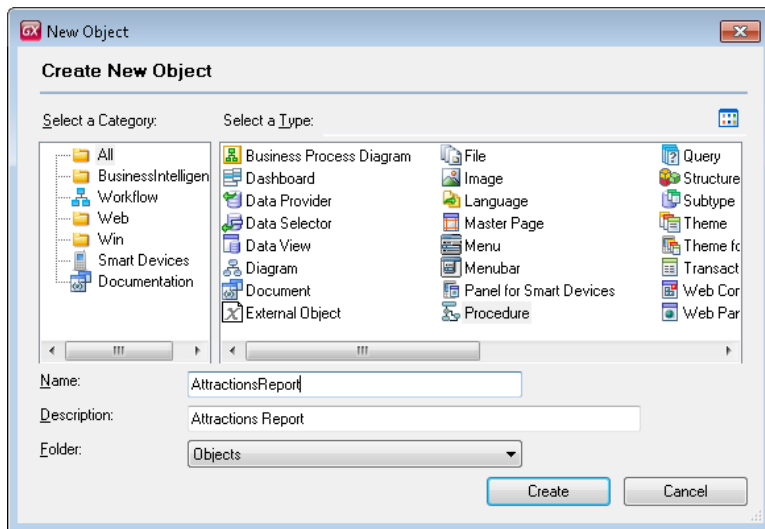 GX New Object
Create New Object
Select a Category:
Select a Type:
All
BusinessIntelligen
Workflow
Web
Win
Smart Devices
Documentation
Business Process Diagram
Dashboard
Data Provider
Data Selector
Data View
Diagram
Document
External Object
File
Image
Language
Master Page
Menu
Menubar
Panel for Smart Devices
Procedure
Query
Structure
Subtype
Theme
Theme fo
Transact
Web Con
Web Pan
Name:
AttractionsReport
Description:
Attractions Report
Folder:
Objects
Create
Cancel